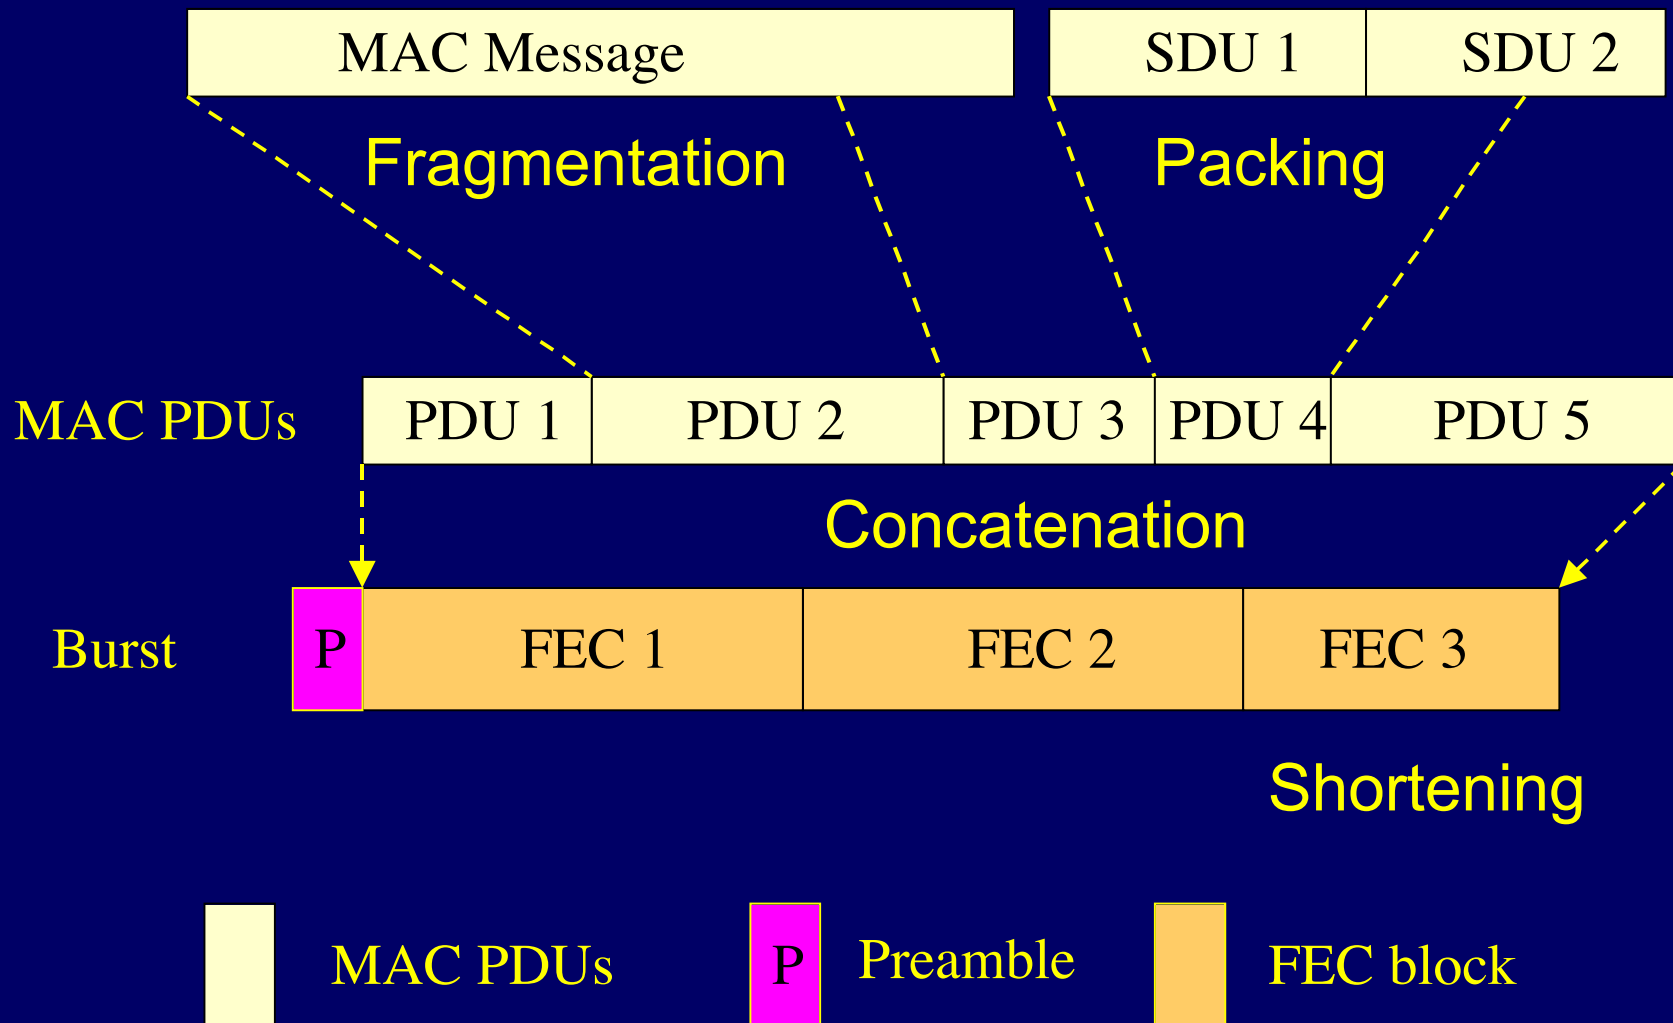 MAC Message SDU 1 SDU 2
Fragmentation Packing
MAC PDUs PDU 1 PDU 2 PDU 3 PDU 4 PDU 5
Concatenation
Burst P FEC 1 FEC 2 FEC 3
Shortening
MAC PDUs P Preamble FEC block